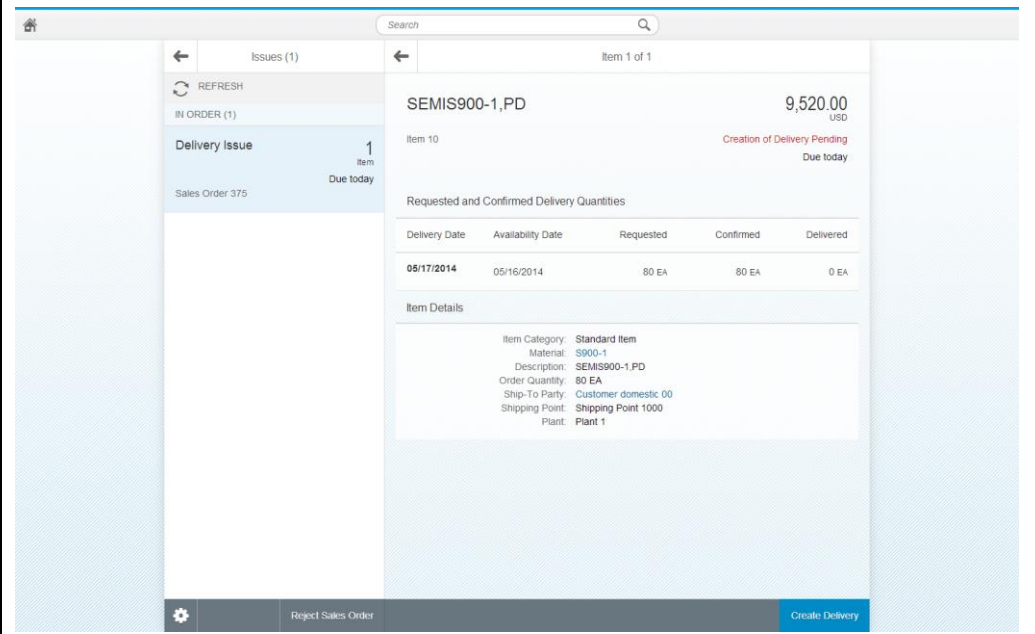 Search
Issues (1)
Item 1 of 1
REFRESH
IN ORDER (1)
Delivery Issue 1
Item
Due today
Sales Order 375
SEMIS900-1,PD 9,520.00
USD
Item 10 Creation of Delivery Pending
Due today
Requested and Confirmed Delivery Quantities
Delivery Date Availability Date Requested Confirmed Delivered
05/17/2014 05/16/2014 80 EA 80 EA 0 EA
Item Details
Item Category: Standard Item
Material: S900-1
Description: SEMIS900-1,PD
Order Quantity: 80 EA
Ship-To Party: Customer domestic 00
Shipping Point: Shipping Point 1000
Plant: Plant 1
Reject Sales Order
Create Delivery